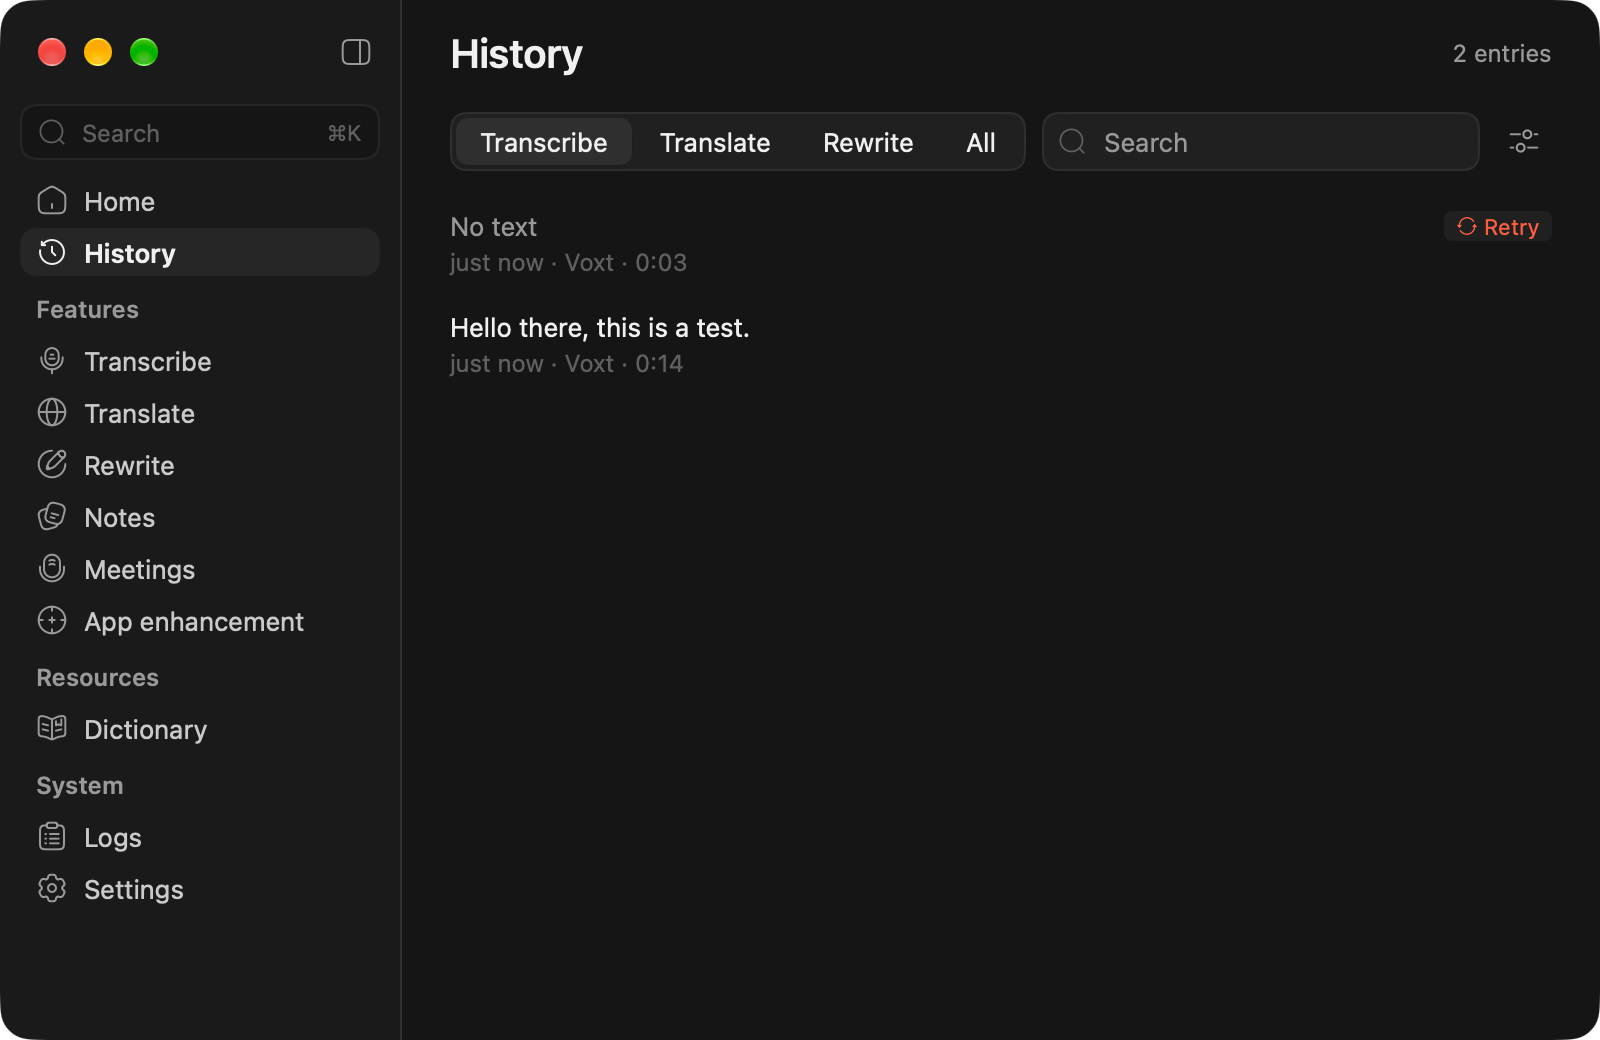 Search ⌘K
Home
History
Features
Transcribe
Translate
Rewrite
Notes
Meetings
App enhancement
Resources
Dictionary
System
Logs
Settings
History
2 entries
Transcribe Translate Rewrite All Search
No text
Retry
just now · Voxt · 0:03
Hello there, this is a test.
just now · Voxt · 0:14